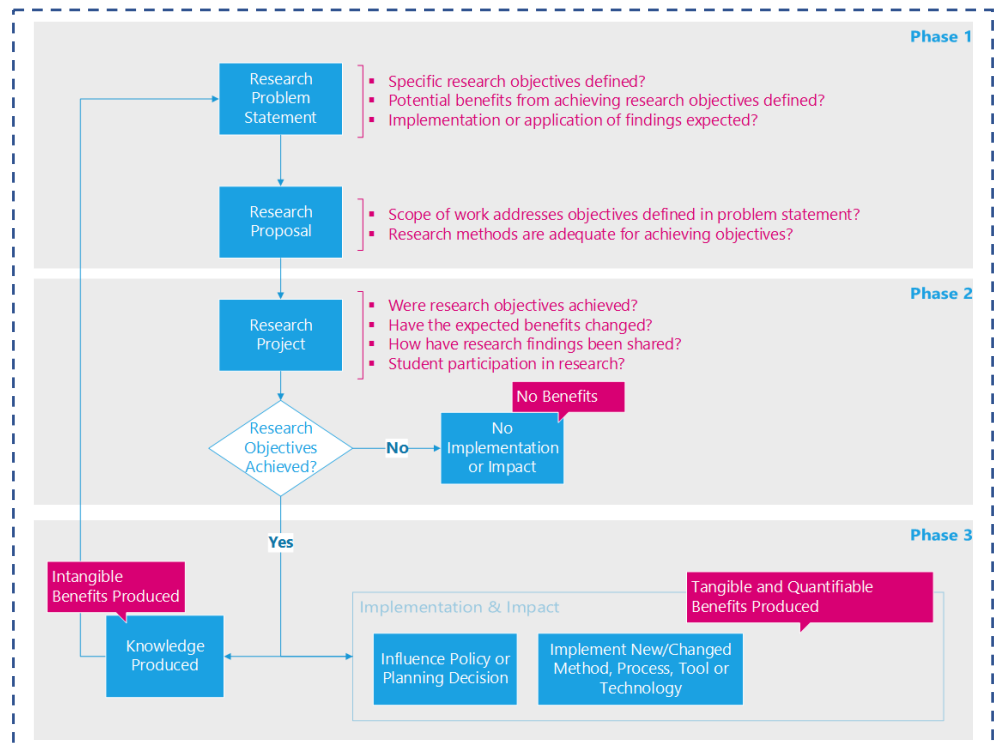 Phase 1
Research
Problem
Statement
▪ Specific research objectives defined?
▪ Potential benefits from achieving research objectives defined?
▪ Implementation or application of findings expected?
Research
Proposal
▪ Scope of work addresses objectives defined in problem statement?
▪ Research methods are adequate for achieving objectives?
Phase 2
Research
Project
▪ Were research objectives achieved?
▪ Have the expected benefits changed?
▪ How have research findings been shared?
▪ Student participation in research?
No Benefits
Research
Objectives
Achieved?
No
No
Implementation
or Impact
Yes
Phase 3
Intangible
Benefits Produced
Knowledge
Produced
Implementation & Impact
Tangible and Quantifiable
Benefits Produced
Influence Policy or
Planning Decision
Implement New/Changed
Method, Process, Tool or
Technology